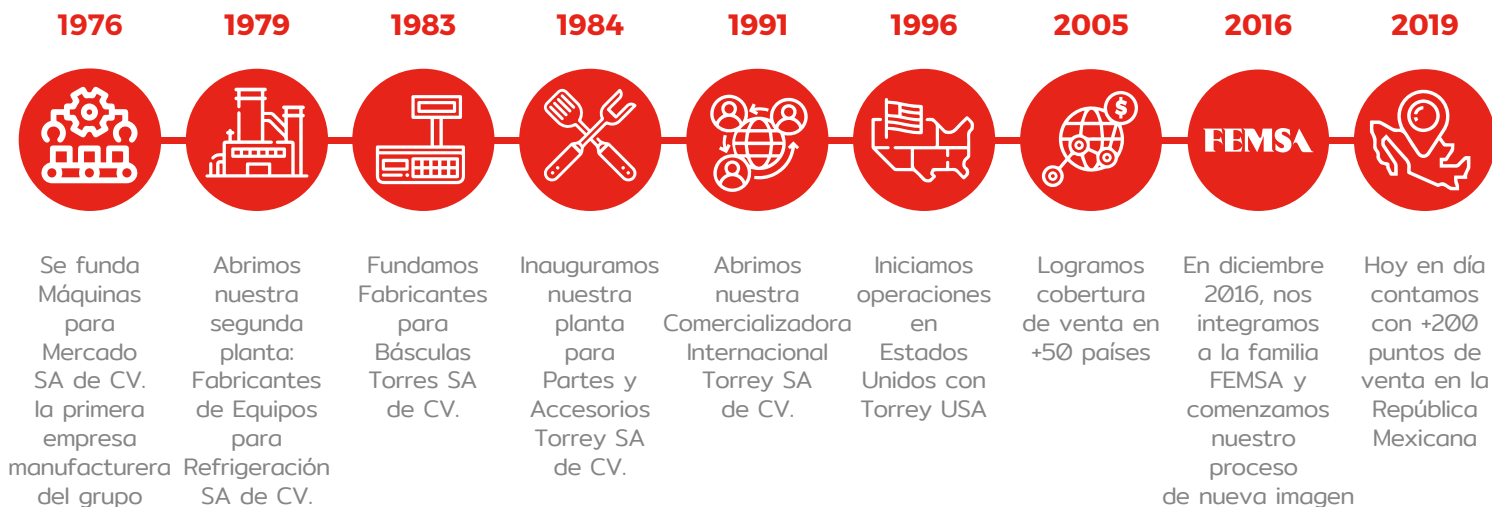 1976
1979
1983
1984
1991
1996
2005
2016
2019
$
FEMSA
Se funda
Máquinas
para
Mercado
SA de CV.
la primera
empresa
manufacturera
del grupo
Abrimos
nuestra
segunda
planta:
Fabricantes
de Equipos
para
Refrigeración
SA de CV.
Fundamos
Fabricantes
para
Básculas
Torres SA
de CV.
Inauguramos
nuestra
planta
para
Partes y
Accesorios
Torrey SA
de CV.
Abrimos
nuestra
Comercializadora
Internacional
Torrey SA
de CV.
Iniciamos
operaciones
en
Estados
Unidos con
Torrey USA
Logramos
cobertura
de venta en
+50 países
En diciembre
2016, nos
integramos
a la familia
FEMSA y
comenzamos
nuestro
proceso
de nueva imagen
Hoy en día
contamos
con +200
puntos de
venta en la
República
Mexicana